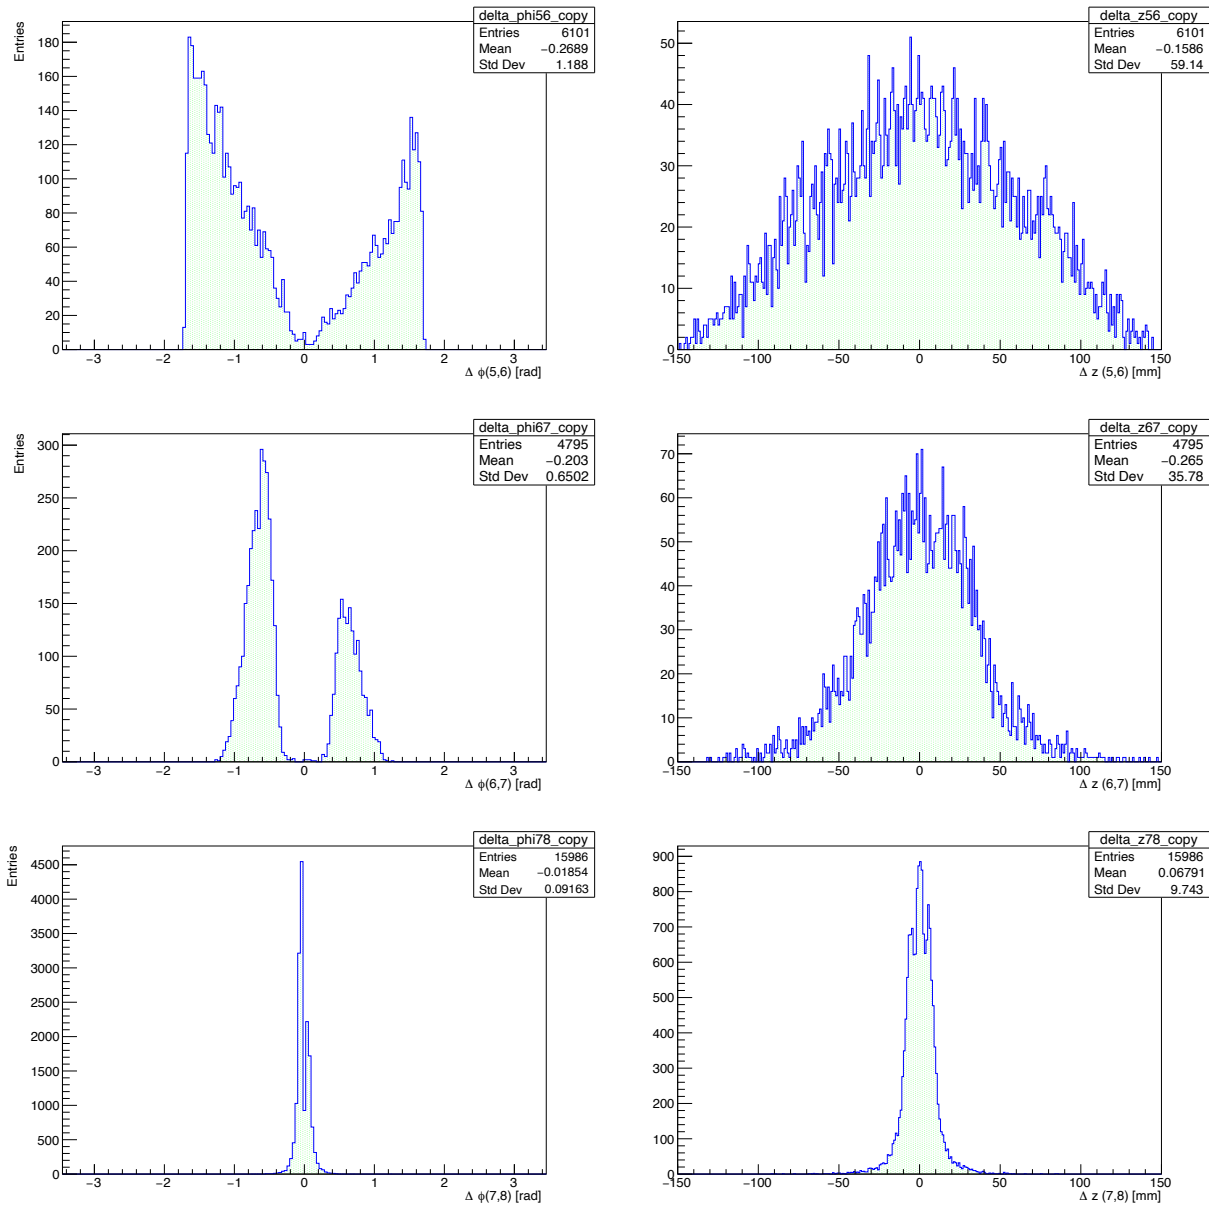 delta_phi56_copy
Entries 6101
Mean −0.2689
Std Dev 1.188
Entries
180
160
140
120
100
80
60
40
20
0
−3 −2 −1 0 1 2 3
Δ ϕ(5,6) [rad]
delta_z56_copy
Entries 6101
Mean −0.1586
Std Dev 59.14
50
40
30
20
10
0
−150 −100 −50 0 50 100 150
Δ z (5,6) [mm]
delta_phi67_copy
Entries 4795
Mean −0.203
Std Dev 0.6502
Entries
300
250
200
150
100
50
0
−3 −2 −1 0 1 2 3
Δ ϕ(6,7) [rad]
delta_z67_copy
Entries 4795
Mean −0.265
Std Dev 35.78
70
60
50
40
30
20
10
0
−150 −100 −50 0 50 100 150
Δ z (6,7) [mm]
delta_phi78_copy
Entries 15986
Mean −0.01854
Std Dev 0.09163
Entries
4500
4000
3500
3000
2500
2000
1500
1000
500
0
−3 −2 −1 0 1 2 3
Δ ϕ(7,8) [rad]
delta_z78_copy
Entries 15986
Mean 0.06791
Std Dev 9.743
900
800
700
600
500
400
300
200
100
0
−150 −100 −50 0 50 100 150
Δ z (7,8) [mm]